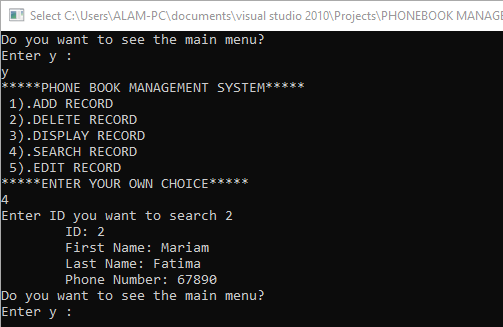 Select C:\Users\ALAM-PC\documents\visual studio 2010\Projects\PHONEBOOK MANAGE
Do you want to see the main menu?
Enter y :
y
*****PHONE BOOK MANAGEMENT SYSTEM*****
1).ADD RECORD
2).DELETE RECORD
3).DISPLAY RECORD
4).SEARCH RECORD
5).EDIT RECORD
*****ENTER YOUR OWN CHOICE*****
4
Enter ID you want to search 2
ID: 2
First Name: Mariam
Last Name: Fatima
Phone Number: 67890
Do you want to see the main menu?
Enter y :